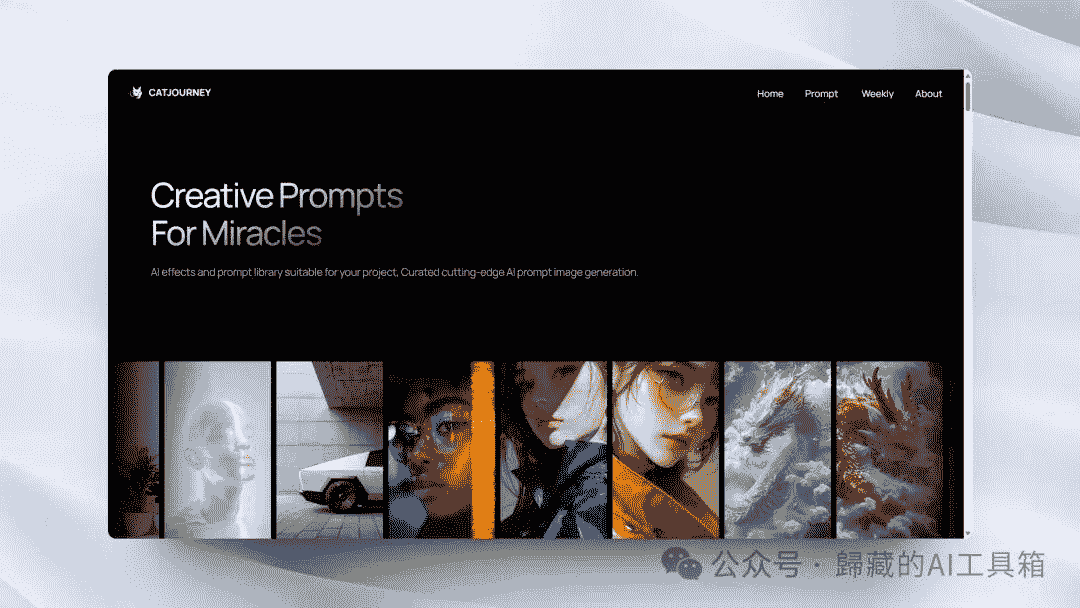 CATJOURNEY
Home Prompt Weekly About
Creative Prompts
For Miracles
AI effects and prompt library suitable for your project, Curated cutting-edge AI prompt image generation.
公众号 · 歸藏的AI工具箱